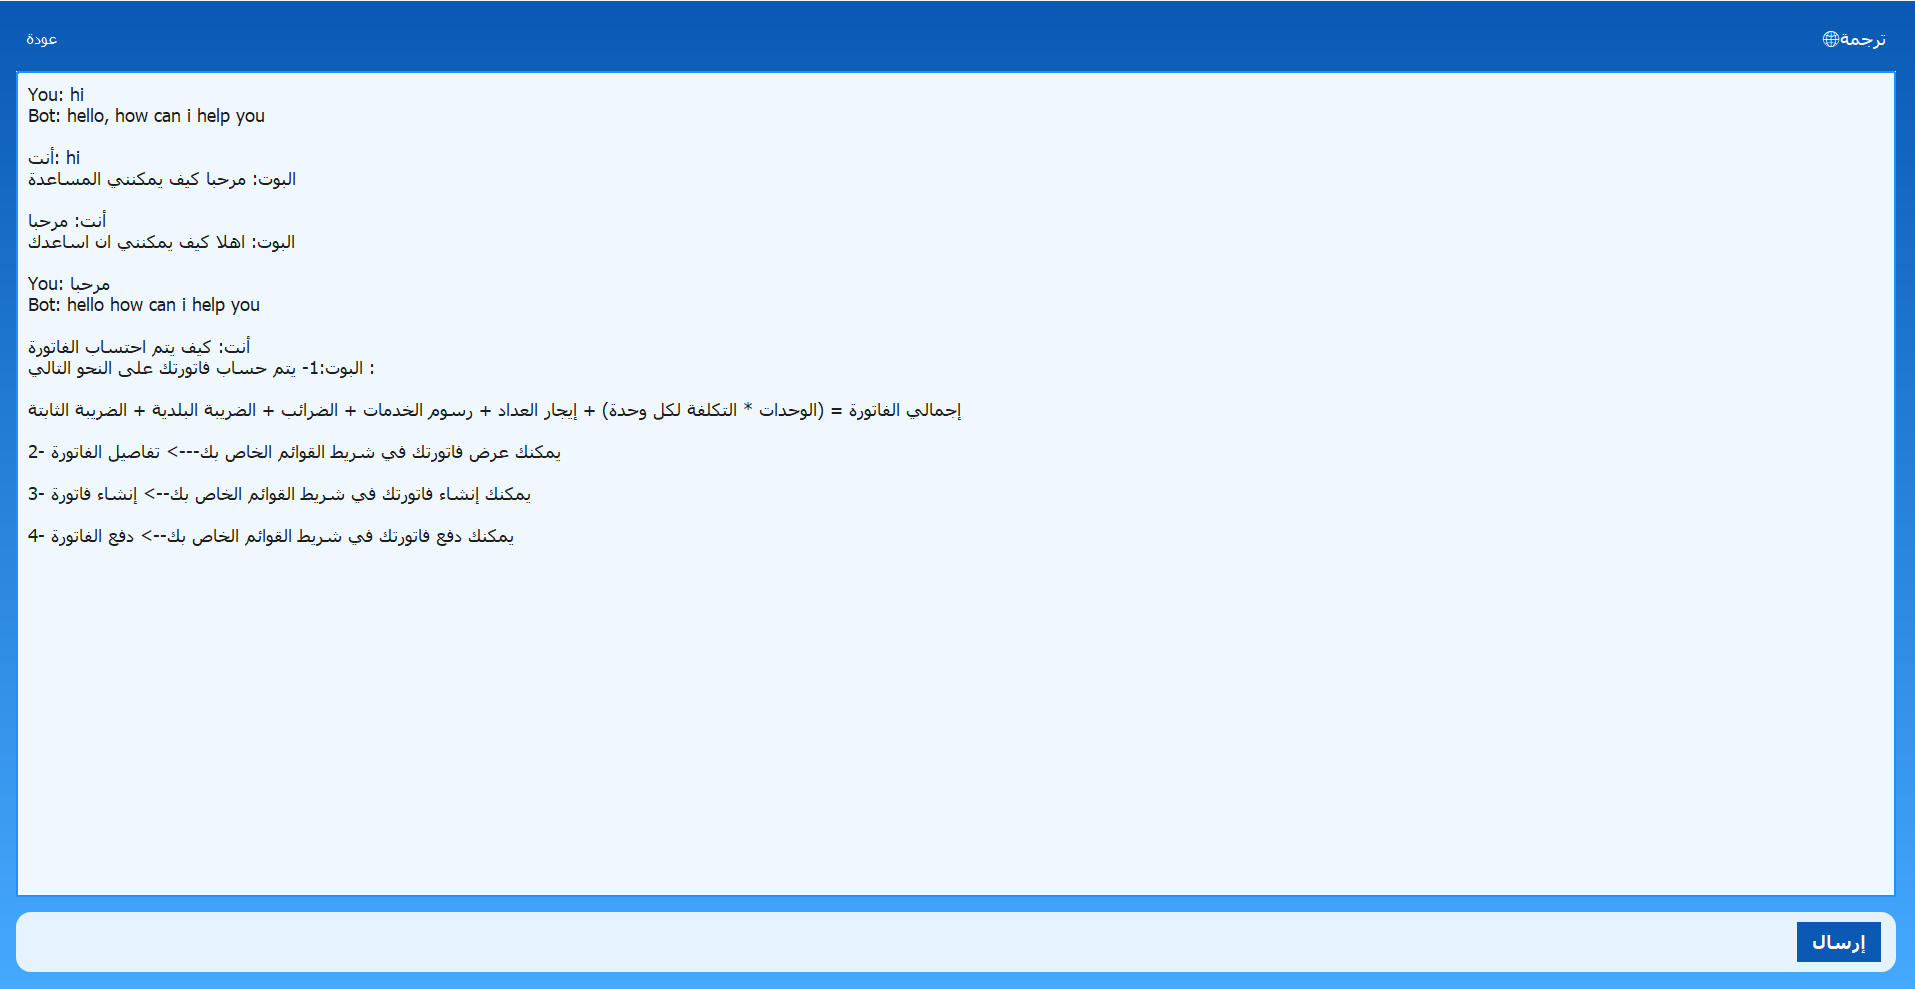 عودة
ترجمة
You: hi
Bot: hello, how can i help you
أنت: hi
البوت: مرحبا كيف يمكنني المساعدة
أنت: مرحبا
البوت: اهلا كيف يمكنني ان اساعدك
You: مرحبا
Bot: hello how can i help you
أنت: كيف يتم احتساب الفاتورة
البوت:1- يتم حساب فاتورتك على النحو التالي :
إجمالي الفاتورة = (الوحدات * التكلفة لكل وحدة) + إيجار العداد + رسوم الخدمات + الضرائب + الضريبة البلدية + الضريبة الثابتة
2- يمكنك عرض فاتورتك في شريط القوائم الخاص بك---> تفاصيل الفاتورة
3- يمكنك إنشاء فاتورتك في شريط القوائم الخاص بك--> إنشاء فاتورة
4- يمكنك دفع فاتورتك في شريط القوائم الخاص بك--> دفع الفاتورة
إرسال